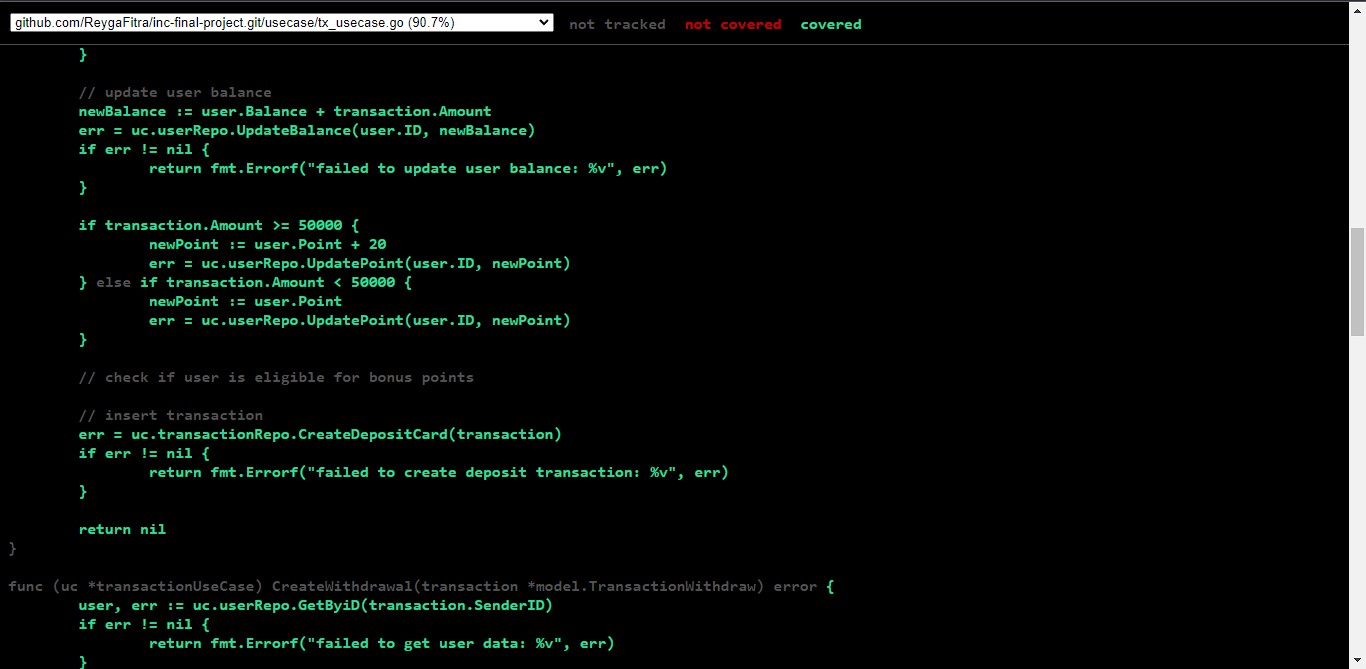 github.com/ReygaFitra/inc-final-project.git/usecase/tx_usecase.go (90.7%) not tracked not covered covered
}
// update user balance
newBalance := user.Balance + transaction.Amount
err = uc.userRepo.UpdateBalance(user.ID, newBalance)
if err != nil {
return fmt.Errorf("failed to update user balance: %v", err)
}
if transaction.Amount >= 50000 {
newPoint := user.Point + 20
err = uc.userRepo.UpdatePoint(user.ID, newPoint)
} else if transaction.Amount < 50000 {
newPoint := user.Point
err = uc.userRepo.UpdatePoint(user.ID, newPoint)
}
// check if user is eligible for bonus points
// insert transaction
err = uc.transactionRepo.CreateDepositCard(transaction)
if err != nil {
return fmt.Errorf("failed to create deposit transaction: %v", err)
}
return nil
}
func (uc *transactionUseCase) CreateWithdrawal(transaction *model.TransactionWithdraw) error {
user, err := uc.userRepo.GetByiD(transaction.SenderID)
if err != nil {
return fmt.Errorf("failed to get user data: %v", err)
}